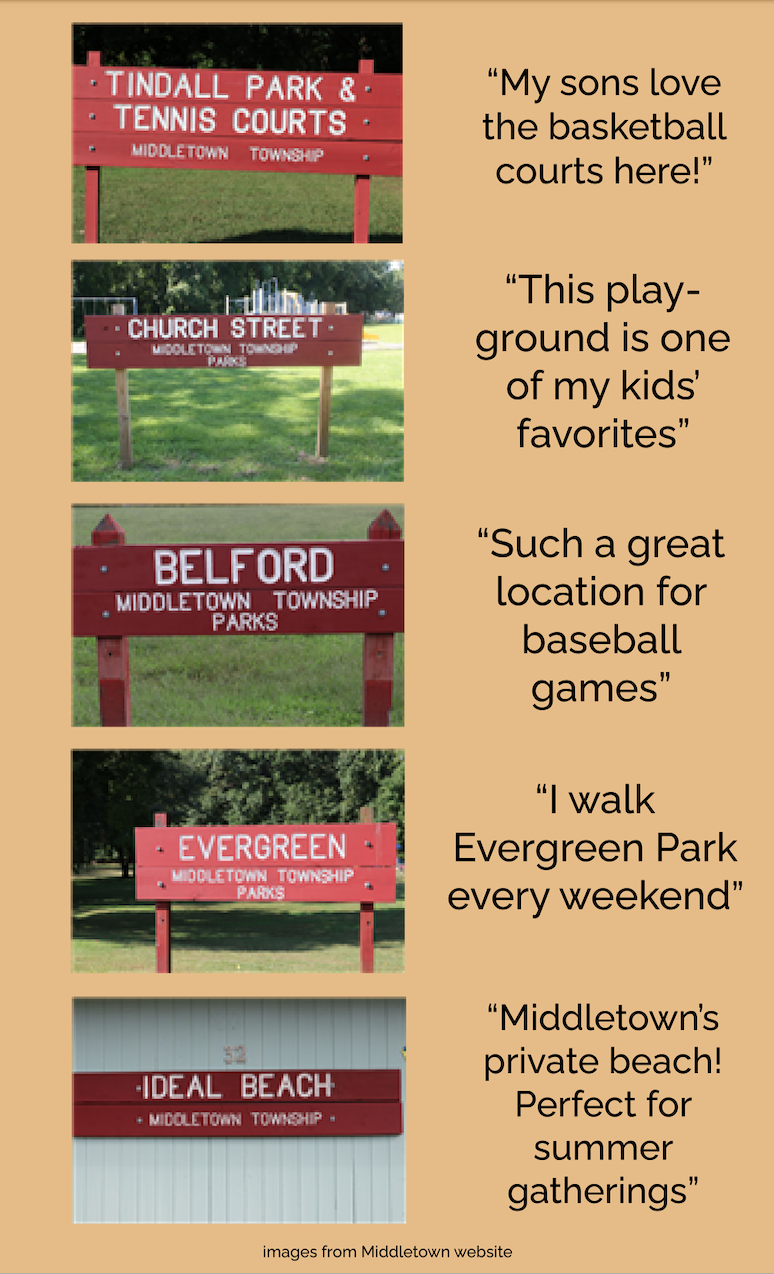 TINDALL PARK &
TENNIS COURTS
MIDDLETOWN TOWNSHIP
“My sons love
the basketball
courts here!”
CHURCH STREET
MIDDLETOWN TOWNSHIP
PARKS
“This play-
ground is one
of my kids’
favorites”
BELFORD
MIDDLETOWN TOWNSHIP
PARKS
“Such a great
location for
baseball
games”
EVERGREEN
MIDDLETOWN TOWNSHIP
PARKS
“I walk
Evergreen Park
every weekend”
32
IDEAL BEACH
MIDDLETOWN TOWNSHIP
“Middletown’s
private beach!
Perfect for
summer
gatherings”
images from Middletown website